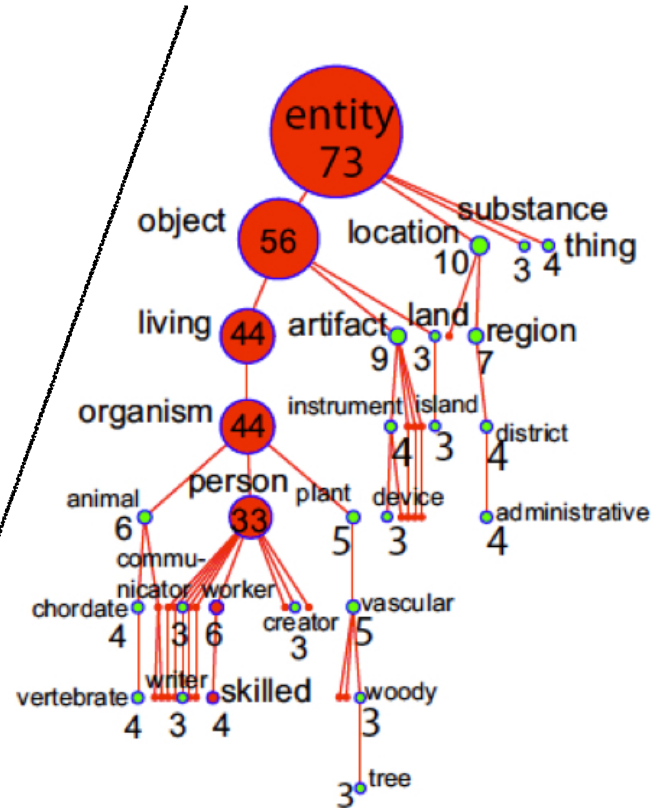 entity
73
substance
object
location
56
10
3
4
thing
living
44
artifact
land
region
9
3
7
organism
44
instrument
island
district
4
3
4
person
plant
animal
device
administrative
6
33
5
3
4
commu-
nicator
worker
chordate
vascular
4
3
6
creator
3
5
writer
vertebrate
skilled
woody
4
3
4
3
tree
3